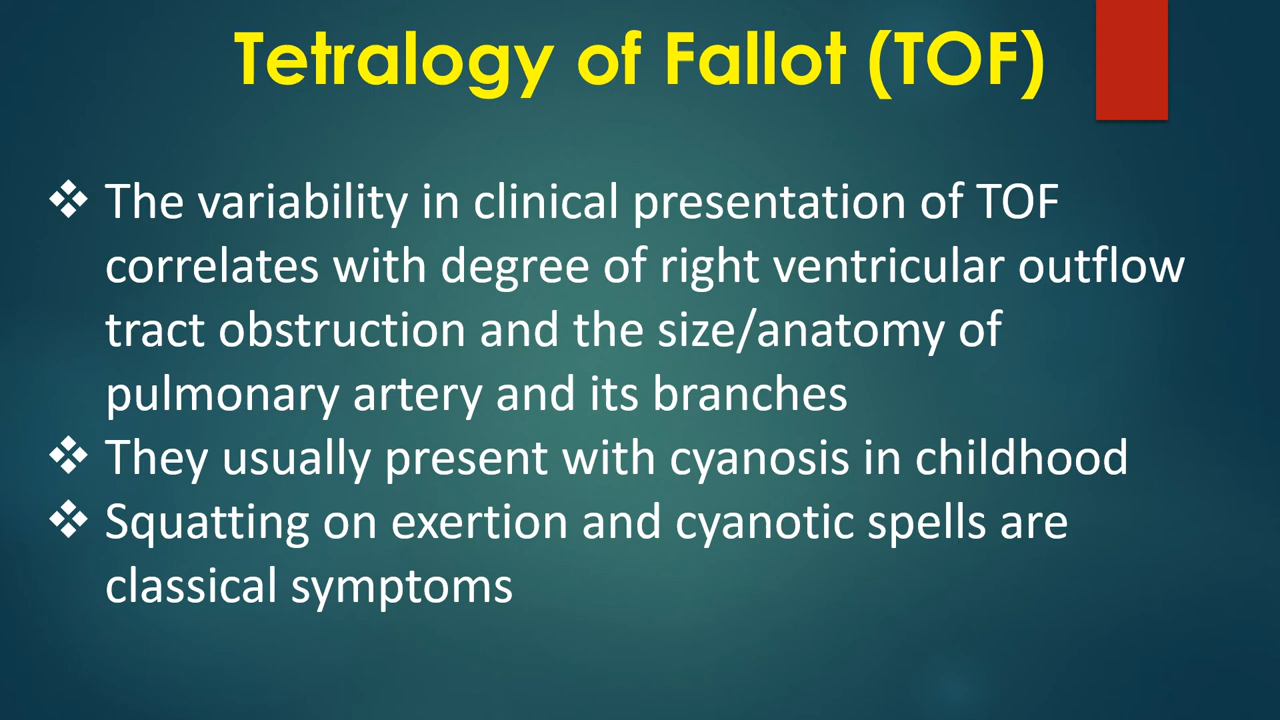 Tetralogy of Fallot (TOF)
❖ The variability in clinical presentation of TOF
correlates with degree of right ventricular outflow
tract obstruction and the size/anatomy of
pulmonary artery and its branches
❖ They usually present with cyanosis in childhood
❖ Squatting on exertion and cyanotic spells are
classical symptoms